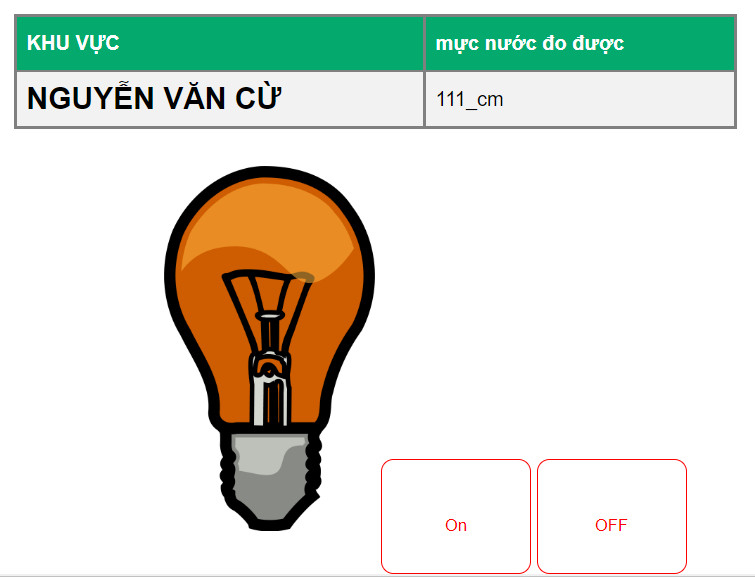 KHU VỰC mực nước đo được
NGUYỄN VĂN CỪ 111_cm
On OFF